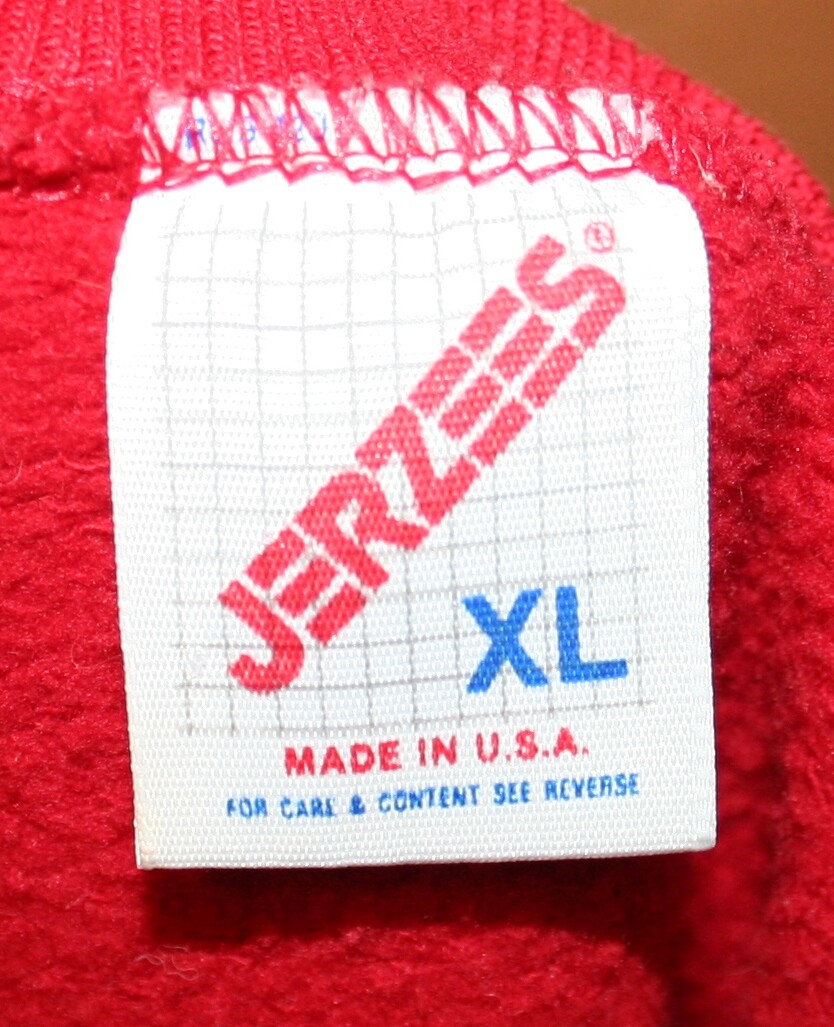 JERZEES®
XL
MADE IN U.S.A.
FOR CARE & CONTENT SEE REVERSE